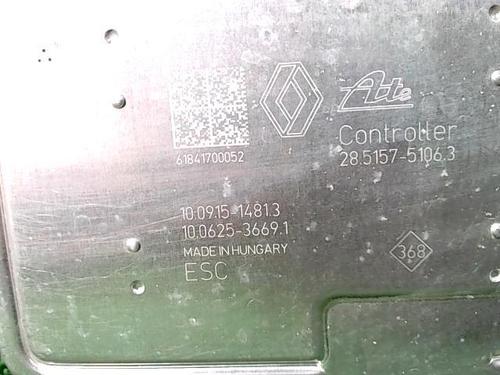 Ate
Controller
61841700052
28.5157-5106.3
10.0915-1481.3
10.0625-3669.1
MADE IN HUNGARY
368
ESC